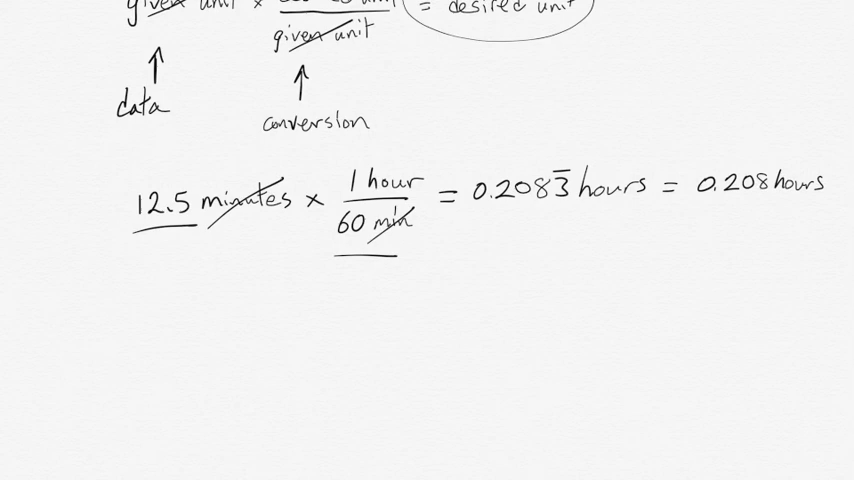 given unit × = desired unit
given unit
data
conversion
12.5 minutes × 1 hour / 60 min = 0.2083̅ hours = 0.208 hours